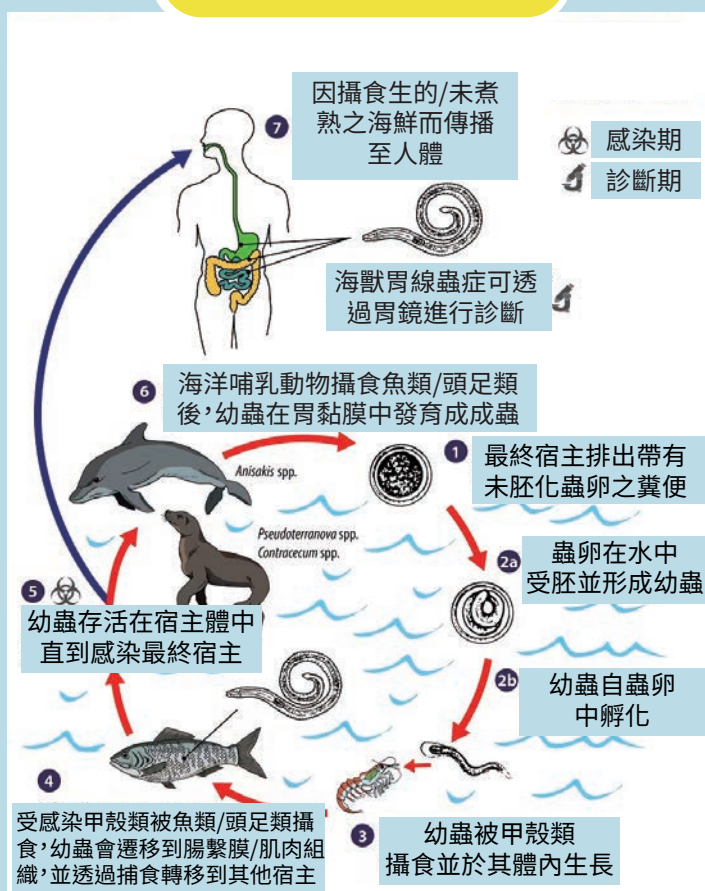 7
因攝食生的/未煮
熟之海鮮而傳播
至人體
感染期
診斷期
海獸胃線蟲症可透
過胃鏡進行診斷
6
海洋哺乳動物攝食魚類/頭足類
後,幼蟲在胃黏膜中發育成成蟲
Anisakis spp.
1
最終宿主排出帶有
未胚化蟲卵之糞便
Pseudoterranova spp.
Contracecum spp.
2a
蟲卵在水中
受胚並形成幼蟲
5
幼蟲存活在宿主體中
直到感染最終宿主
2b
幼蟲自蟲卵
中孵化
4
受感染甲殼類被魚類/頭足類攝
食,幼蟲會遷移到腸繫膜/肌肉組
織,並透過捕食轉移到其他宿主
3
幼蟲被甲殼類
攝食並於其體內生長